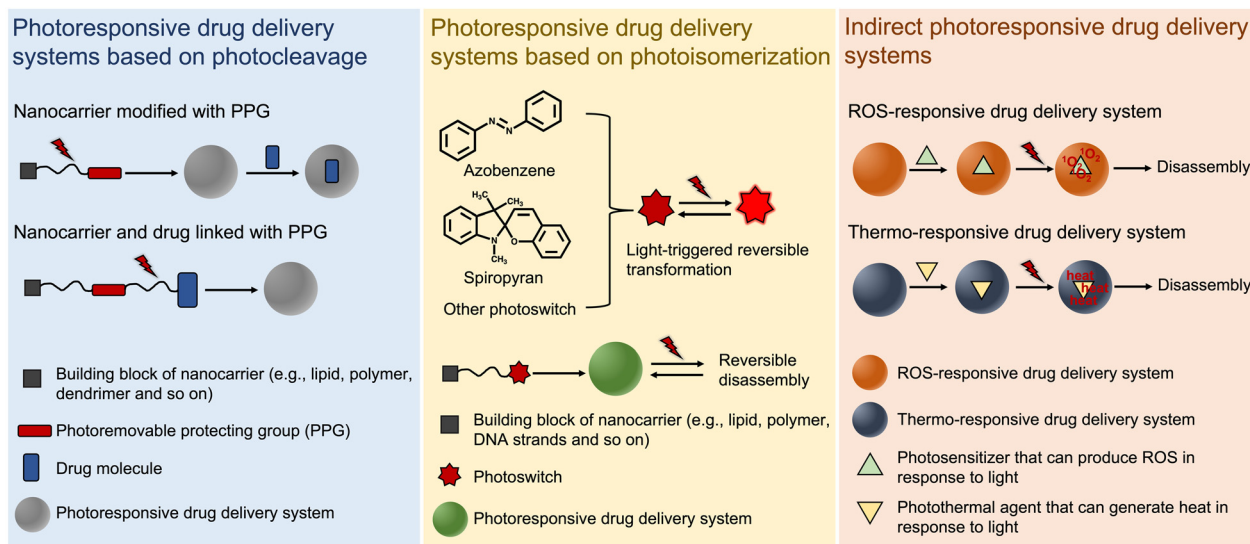 Photoresponsive drug delivery
systems based on photocleavage
Nanocarrier modified with PPG
Nanocarrier and drug linked with PPG
Building block of nanocarrier (e.g., lipid, polymer,
dendrimer and so on)
Photoremovable protecting group (PPG)
Drug molecule
Photoresponsive drug delivery system
Photoresponsive drug delivery
systems based on photoisomerization
N
N
Azobenzene
H₃C
CH₃
N
O
CH₃
Spiropyran
Other photoswitch
Light-triggered reversible
transformation
Reversible
disassembly
Building block of nanocarrier (e.g., lipid, polymer,
DNA strands and so on)
Photoswitch
Photoresponsive drug delivery system
Indirect photoresponsive drug delivery
systems
ROS-responsive drug delivery system
¹O₂
¹O₂
¹O₂
Disassembly
Thermo-responsive drug delivery system
heat
heat
heat
Disassembly
ROS-responsive drug delivery system
Thermo-responsive drug delivery system
Photosensitizer that can produce ROS in
response to light
Photothermal agent that can generate heat in
response to light